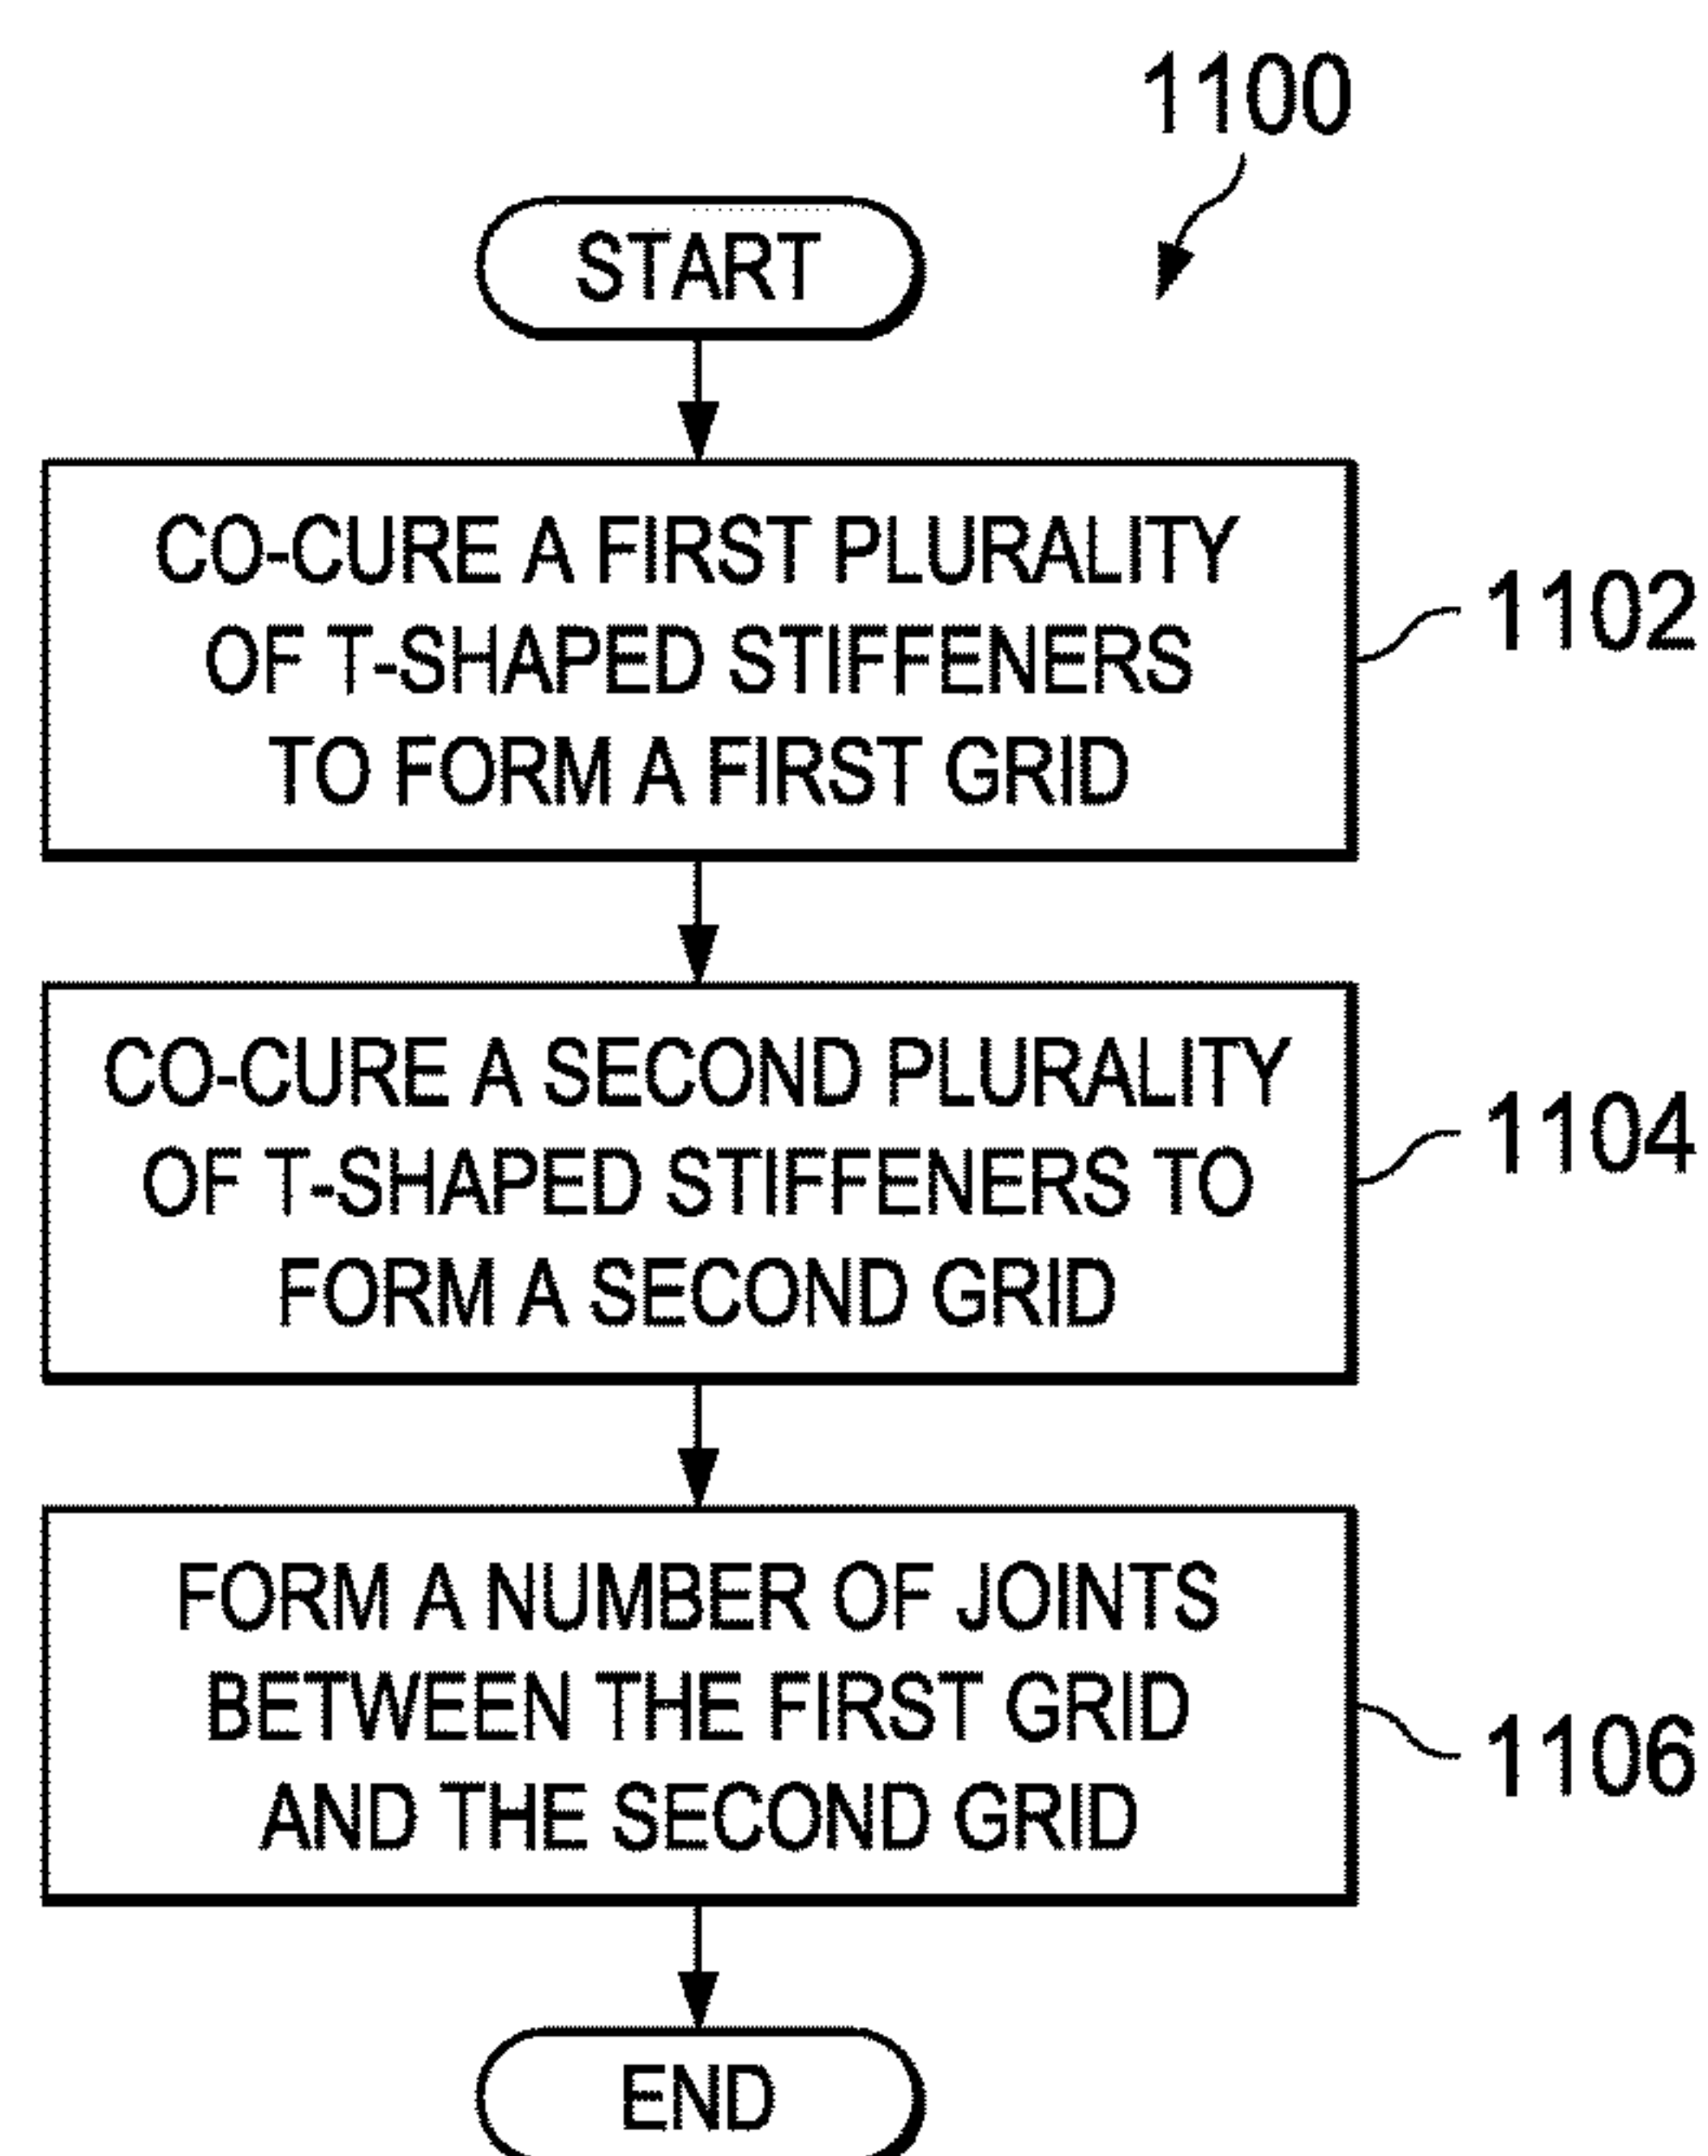 1100
START
CO-CURE A FIRST PLURALITY
OF T-SHAPED STIFFENERS
TO FORM A FIRST GRID
1102
CO-CURE A SECOND PLURALITY
OF T-SHAPED STIFFENERS TO
FORM A SECOND GRID
1104
FORM A NUMBER OF JOINTS
BETWEEN THE FIRST GRID
AND THE SECOND GRID
1106
END